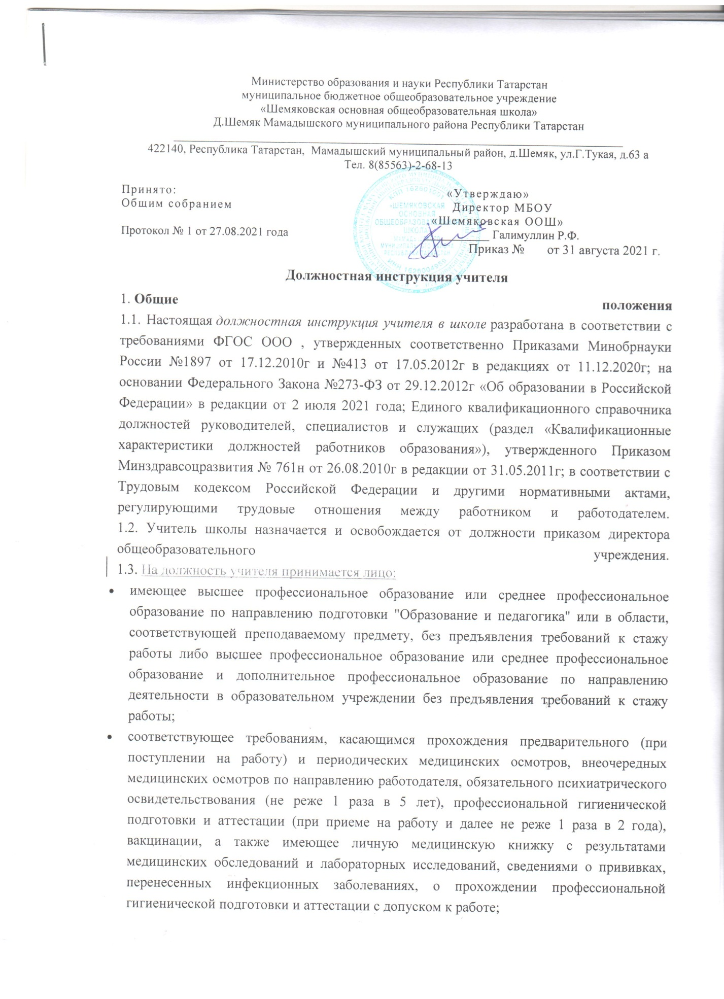 Министерство образования и науки Республики Татарстан
муниципальное бюджетное общеобразовательное учреждение
«Шемяковская основная общеобразовательная школа»
Д.Шемяк Мамадышского муниципального района Республики Татарстан
422140, Республика Татарстан, Мамадышский муниципальный район, д.Шемяк, ул.Г.Тукая, д.63 а
Тел. 8(85563)-2-68-13
Принято:
Общим собранием
Протокол № 1 от 27.08.2021 года
«Утверждаю»
Директор МБОУ
«Шемяковская ООШ»
Галимуллин Р.Ф.
Приказ № от 31 августа 2021 г.
КПП 162601001
«ШЕМЯКОВСКАЯ
ОСНОВНАЯ
ОБЩЕОБРАЗОВАТЕЛЬНАЯ
ШКОЛА»
ИНН 1626004969
Должностная инструкция учителя
1. Общие положения
1.1. Настоящая должностная инструкция учителя в школе разработана в соответствии с
требованиями ФГОС ООО , утвержденных соответственно Приказами Минобрнауки
России №1897 от 17.12.2010г и №413 от 17.05.2012г в редакциях от 11.12.2020г; на
основании Федерального Закона №273-ФЗ от 29.12.2012г «Об образовании в Российской
Федерации» в редакции от 2 июля 2021 года; Единого квалификационного справочника
должностей руководителей, специалистов и служащих (раздел «Квалификационные
характеристики должностей работников образования»), утвержденного Приказом
Минздравсоцразвития № 761н от 26.08.2010г в редакции от 31.05.2011г; в соответствии с
Трудовым кодексом Российской Федерации и другими нормативными актами,
регулирующими трудовые отношения между работником и работодателем.
1.2. Учитель школы назначается и освобождается от должности приказом директора
общеобразовательного учреждения.
1.3. На должность учителя принимается лицо:
• имеющее высшее профессиональное образование или среднее профессиональное
образование по направлению подготовки "Образование и педагогика" или в области,
соответствующей преподаваемому предмету, без предъявления требований к стажу
работы либо высшее профессиональное образование или среднее профессиональное
образование и дополнительное профессиональное образование по направлению
деятельности в образовательном учреждении без предъявления требований к стажу
работы;
• соответствующее требованиям, касающимся прохождения предварительного (при
поступлении на работу) и периодических медицинских осмотров, внеочередных
медицинских осмотров по направлению работодателя, обязательного психиатрического
освидетельствования (не реже 1 раза в 5 лет), профессиональной гигиенической
подготовки и аттестации (при приеме на работу и далее не реже 1 раза в 2 года),
вакцинации, а также имеющее личную медицинскую книжку с результатами
медицинских обследований и лабораторных исследований, сведениями о прививках,
перенесенных инфекционных заболеваниях, о прохождении профессиональной
гигиенической подготовки и аттестации с допуском к работе;